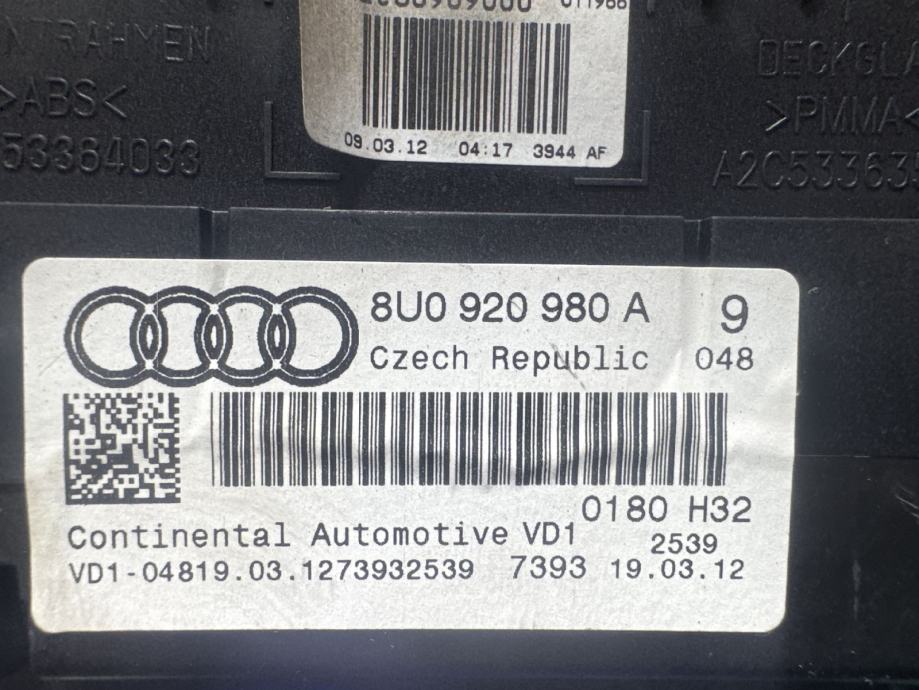 >ABS<
53364033
09.03.12 04:17 3944 AF
>PMMA<
8U0 920 980 A 9
Czech Republic 048
0180 H32
Continental Automotive VD1 2539
VD1-04819.03.1273932539 7393 19.03.12